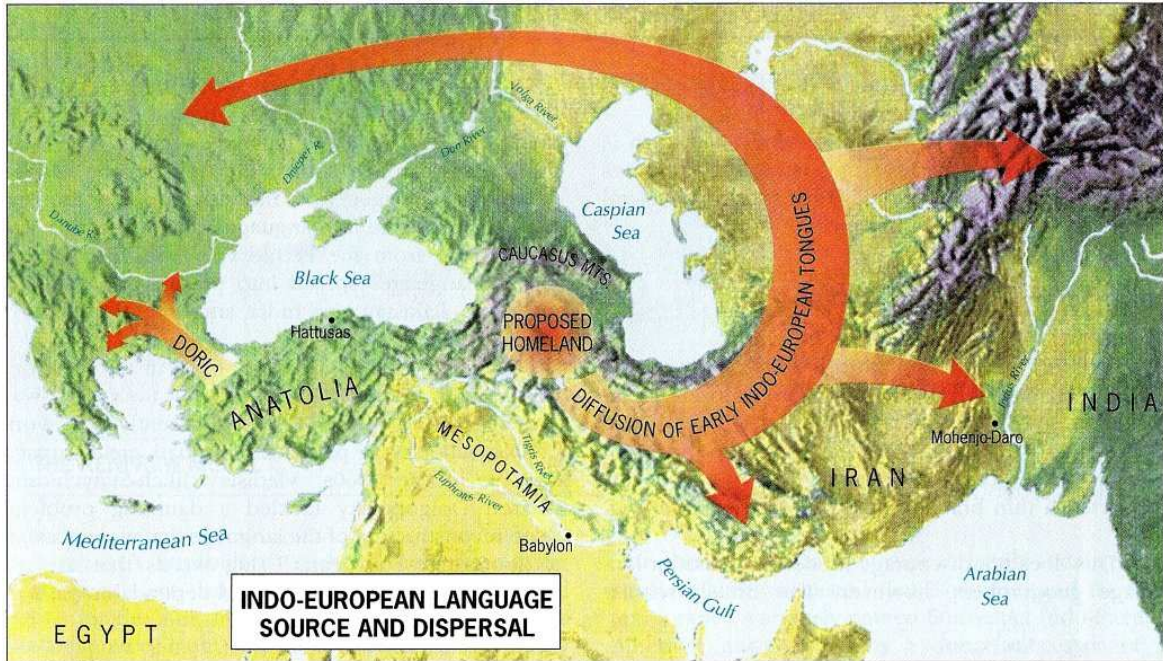 Volga River
Don River
Dnieper R.
Danube R.
Caspian
Sea
CAUCASUS MTS.
Black Sea
Hattusas
PROPOSED
HOMELAND
DORIC
ANATOLIA
DIFFUSION OF EARLY INDO-EUROPEAN TONGUES
MESOPOTAMIA
Tigris River
Euphrates River
Babylon
IRAN
Indus River
INDIA
Mohenjo-Daro
Mediterranean Sea
Persian Gulf
Arabian
Sea
EGYPT
INDO-EUROPEAN LANGUAGE
SOURCE AND DISPERSAL